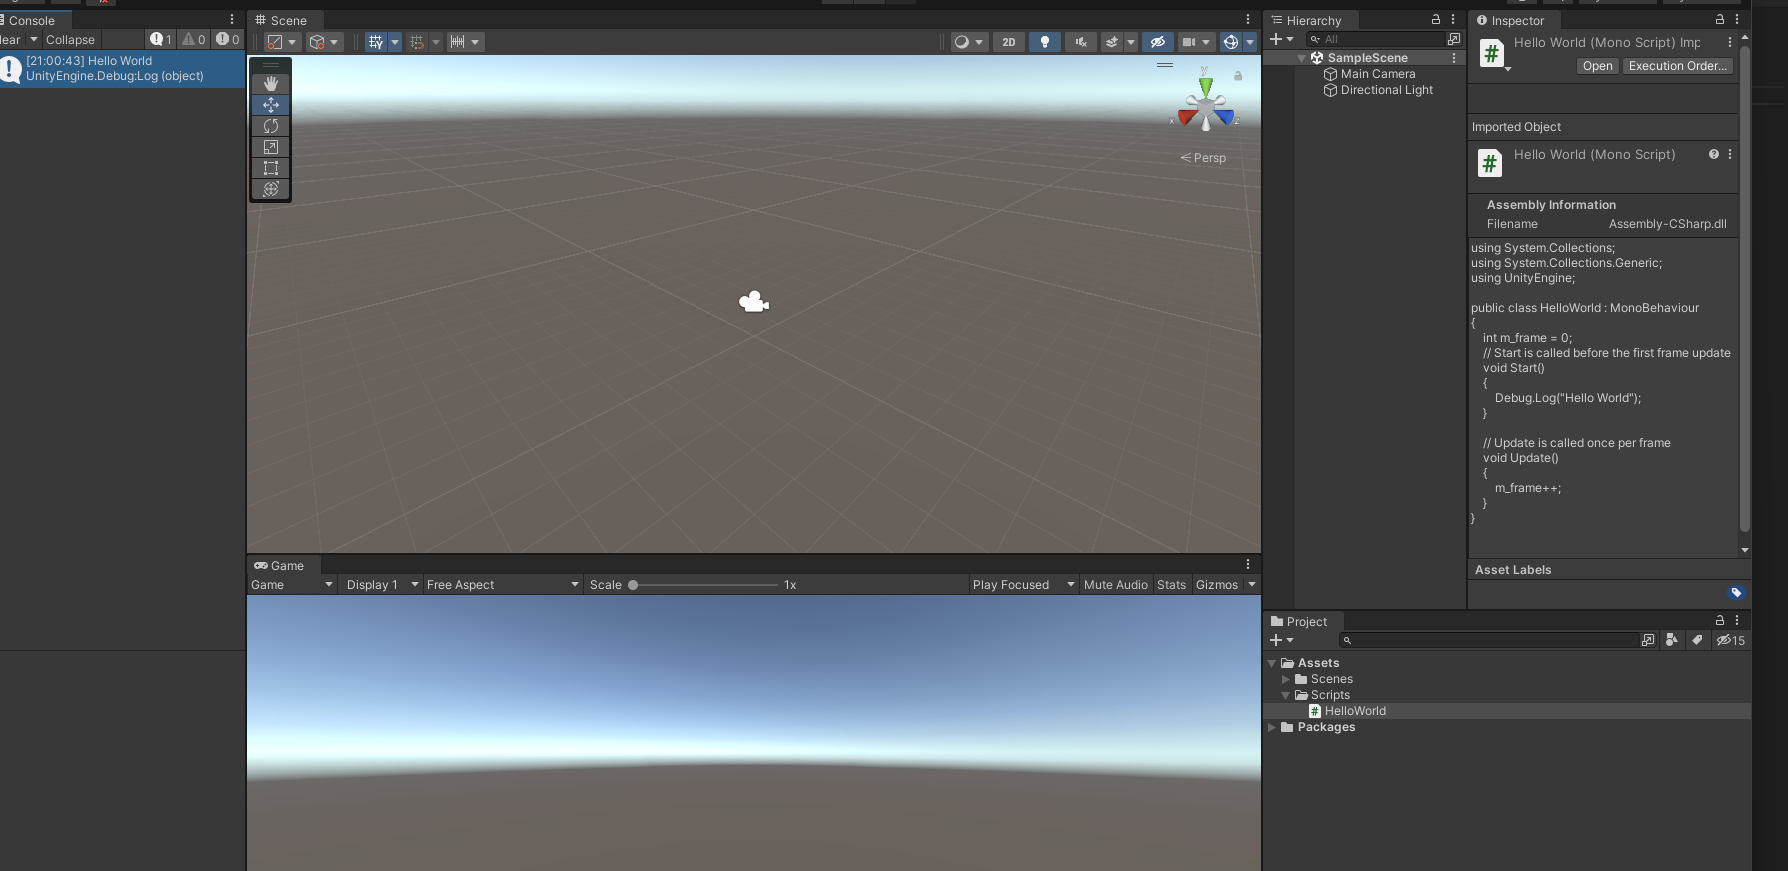 Console
lear Collapse 1 0 0
[21:00:43] Hello World
UnityEngine.Debug:Log (object)
Scene
2D
y
x
z
Persp
Game
Game Display 1 Free Aspect Scale 1x Play Focused Mute Audio Stats Gizmos
Hierarchy
All
SampleScene
Main Camera
Directional Light
Inspector
Hello World (Mono Script) Imp
Open Execution Order...
Imported Object
Hello World (Mono Script)
Assembly Information
Filename Assembly-CSharp.dll
using System.Collections;
using System.Collections.Generic;
using UnityEngine;
public class HelloWorld : MonoBehaviour
{
int m_frame = 0;
// Start is called before the first frame update
void Start()
{
Debug.Log("Hello World");
}
// Update is called once per frame
void Update()
{
m_frame++;
}
}
Asset Labels
Project
15
Assets
Scenes
Scripts
HelloWorld
Packages